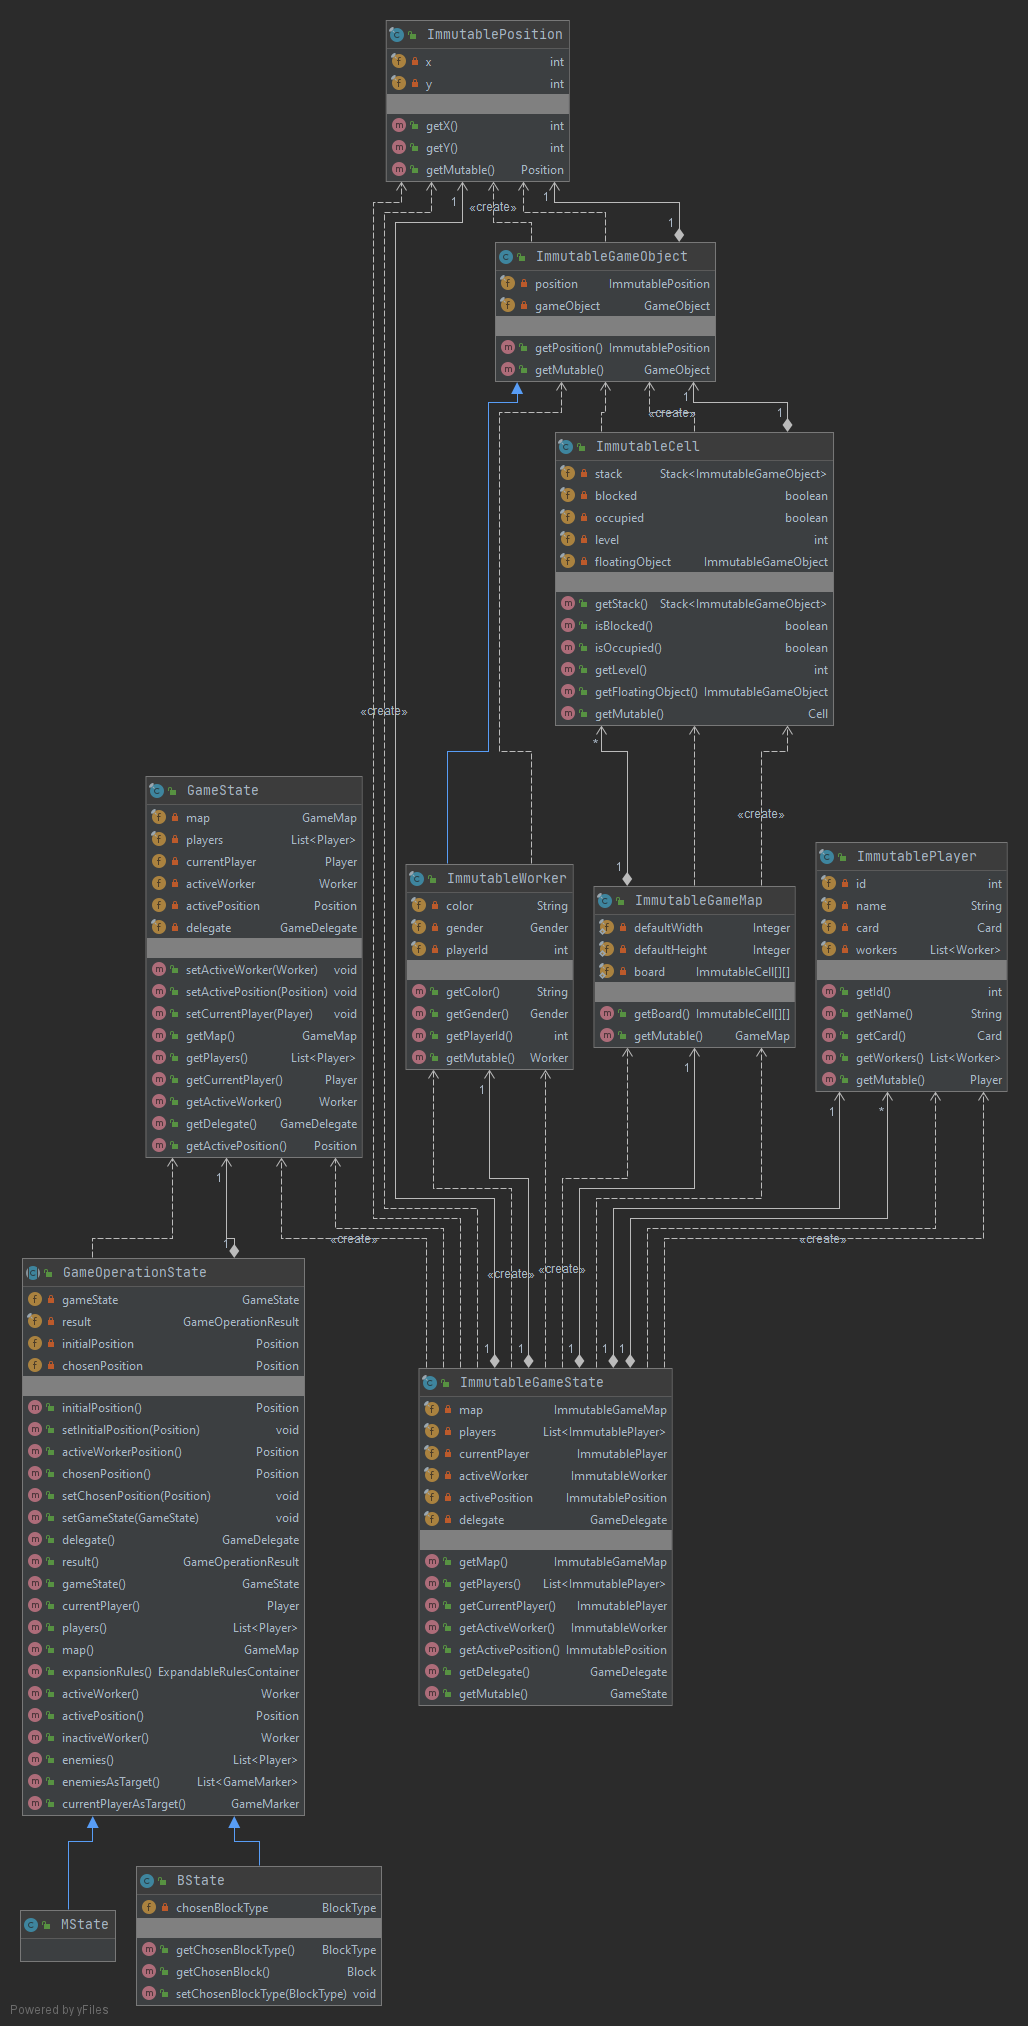 ImmutablePosition
x int
y int
getX() int
getY() int
getMutable() Position
1 «create» 1
1
ImmutableGameObject
position ImmutablePosition
gameObject GameObject
getPosition() ImmutablePosition
getMutable() GameObject
1
«create» 1
ImmutableCell
stack Stack<ImmutableGameObject>
blocked boolean
occupied boolean
level int
floatingObject ImmutableGameObject
getStack() Stack<ImmutableGameObject>
isBlocked() boolean
isOccupied() boolean
getLevel() int
getFloatingObject() ImmutableGameObject
getMutable() Cell
«create»
*
«create»
1
GameState
map GameMap
players List<Player>
currentPlayer Player
activeWorker Worker
activePosition Position
delegate GameDelegate
setActiveWorker(Worker) void
setActivePosition(Position) void
setCurrentPlayer(Player) void
getMap() GameMap
getPlayers() List<Player>
getCurrentPlayer() Player
getActiveWorker() Worker
getDelegate() GameDelegate
getActivePosition() Position
ImmutableWorker
color String
gender Gender
playerId int
getColor() String
getGender() Gender
getPlayerId() int
getMutable() Worker
ImmutableGameMap
defaultWidth Integer
defaultHeight Integer
board ImmutableCell[][]
getBoard() ImmutableCell[][]
getMutable() GameMap
ImmutablePlayer
id int
name String
card Card
workers List<Worker>
getId() int
getName() String
getCard() Card
getWorkers() List<Worker>
getMutable() Player
1
1
1
1
*
1
«create»
«create»
«create»
«create»
GameOperationState
gameState GameState
result GameOperationResult
initialPosition Position
chosenPosition Position
initialPosition() Position
setInitialPosition(Position) void
activeWorkerPosition() Position
chosenPosition() Position
setChosenPosition(Position) void
setGameState(GameState) void
delegate() GameDelegate
result() GameOperationResult
gameState() GameState
currentPlayer() Player
players() List<Player>
map() GameMap
expansionRules() ExpandableRulesContainer
activeWorker() Worker
activePosition() Position
inactiveWorker() Worker
enemies() List<Player>
enemiesAsTarget() List<GameMarker>
currentPlayerAsTarget() GameMarker
1 1 1 1 1
ImmutableGameState
map ImmutableGameMap
players List<ImmutablePlayer>
currentPlayer ImmutablePlayer
activeWorker ImmutableWorker
activePosition ImmutablePosition
delegate GameDelegate
getMap() ImmutableGameMap
getPlayers() List<ImmutablePlayer>
getCurrentPlayer() ImmutablePlayer
getActiveWorker() ImmutableWorker
getActivePosition() ImmutablePosition
getDelegate() GameDelegate
getMutable() GameState
MState
BState
chosenBlockType BlockType
getChosenBlockType() BlockType
getChosenBlock() Block
setChosenBlockType(BlockType) void
Powered by yFiles